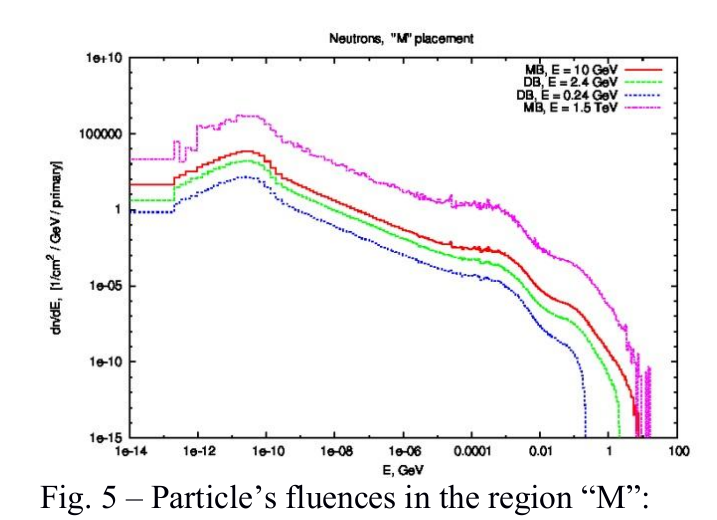 Neutrons, "M" placement
1e+10
100000
1
1e-05
1e-10
1e-15
dn/dE, [1/cm² / GeV / primary]
MB, E = 10 GeV
DB, E = 2.4 GeV
DB, E = 0.24 GeV
MB, E = 1.5 TeV
1e-14 1e-12 1e-10 1e-08 1e-06 0.0001 0.01 1 100
E, GeV
Fig. 5 – Particle’s fluences in the region “M”: